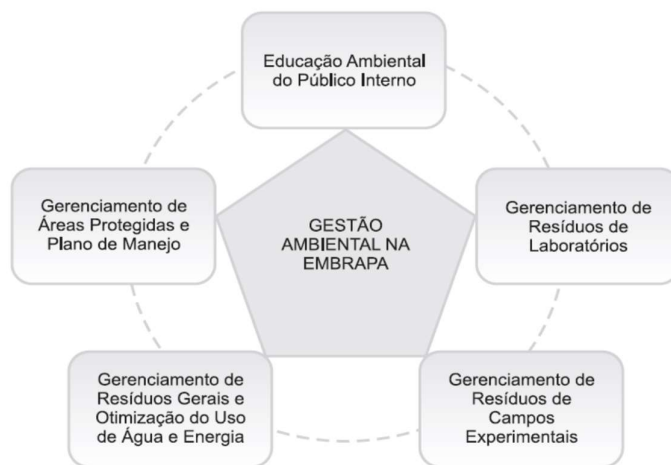 Educação Ambiental
do Público Interno
Gerenciamento de
Áreas Protegidas e
Plano de Manejo
GESTÃO
AMBIENTAL NA
EMBRAPA
Gerenciamento de
Resíduos de
Laboratórios
Gerenciamento de
Resíduos Gerais e
Otimização do Uso
de Água e Energia
Gerenciamento de
Resíduos de
Campos
Experimentais